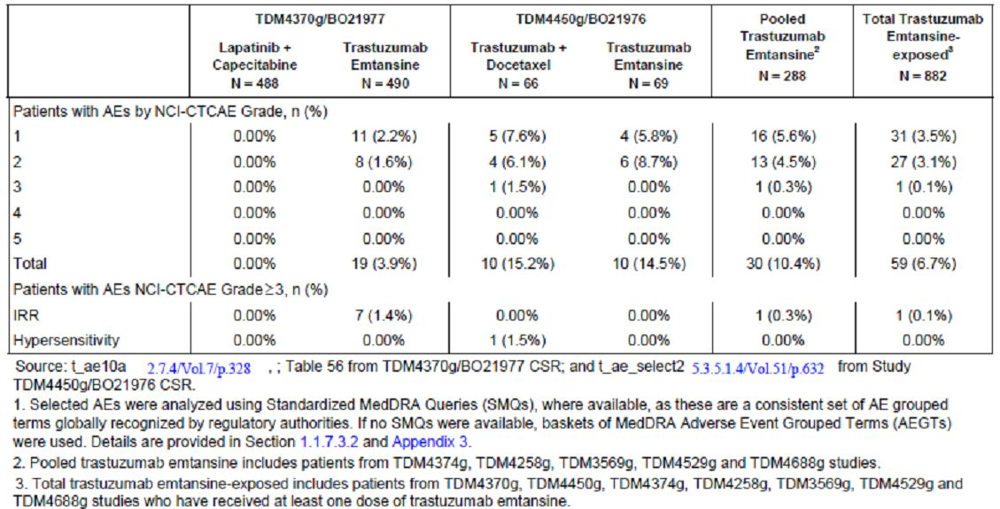 TDM4370g/BO21977 TDM4450g/BO21976 Pooled Trastuzumab Emtansine2 N = 288 Total Trastuzumab Emtansine-exposed3 N = 882
Lapatinib + Capecitabine N = 488 Trastuzumab Emtansine N = 490 Trastuzumab + Docetaxel N = 66 Trastuzumab Emtansine N = 69
Patients with AEs by NCI-CTCAE Grade, n (%)
1 0.00% 11 (2.2%) 5 (7.6%) 4 (5.8%) 16 (5.6%) 31 (3.5%)
2 0.00% 8 (1.6%) 4 (6.1%) 6 (8.7%) 13 (4.5%) 27 (3.1%)
3 0.00% 0.00% 1 (1.5%) 0.00% 1 (0.3%) 1 (0.1%)
4 0.00% 0.00% 0.00% 0.00% 0.00% 0.00%
5 0.00% 0.00% 0.00% 0.00% 0.00% 0.00%
Total 0.00% 19 (3.9%) 10 (15.2%) 10 (14.5%) 30 (10.4%) 59 (6.7%)
Patients with AEs NCI-CTCAE Grade≥3, n (%)
IRR 0.00% 7 (1.4%) 0.00% 0.00% 1 (0.3%) 1 (0.1%)
Hypersensitivity 0.00% 0.00% 1 (1.5%) 0.00% 0.00% 0.00%
Source: t_ae10a 2.7.4/Vol.7/p.328 , ; Table 56 from TDM4370g/BO21977 CSR; and t_ae_select2 5.3.5.1.4/Vol.51/p.632 from Study
TDM4450g/BO21976 CSR.
1. Selected AEs were analyzed using Standardized MedDRA Queries (SMQs), where available, as these are a consistent set of AE grouped
terms globally recognized by regulatory authorities. If no SMQs were available, baskets of MedDRA Adverse Event Grouped Terms (AEGTs)
were used. Details are provided in Section 1.1.7.3.2 and Appendix 3.
2. Pooled trastuzumab emtansine includes patients from TDM4374g, TDM4258g, TDM3569g, TDM4529g and TDM4688g studies.
3. Total trastuzumab emtansine-exposed includes patients from TDM4370g, TDM4450g, TDM4374g, TDM4258g, TDM3569g, TDM4529g and
TDM4688g studies who have received at least one dose of trastuzumab emtansine.